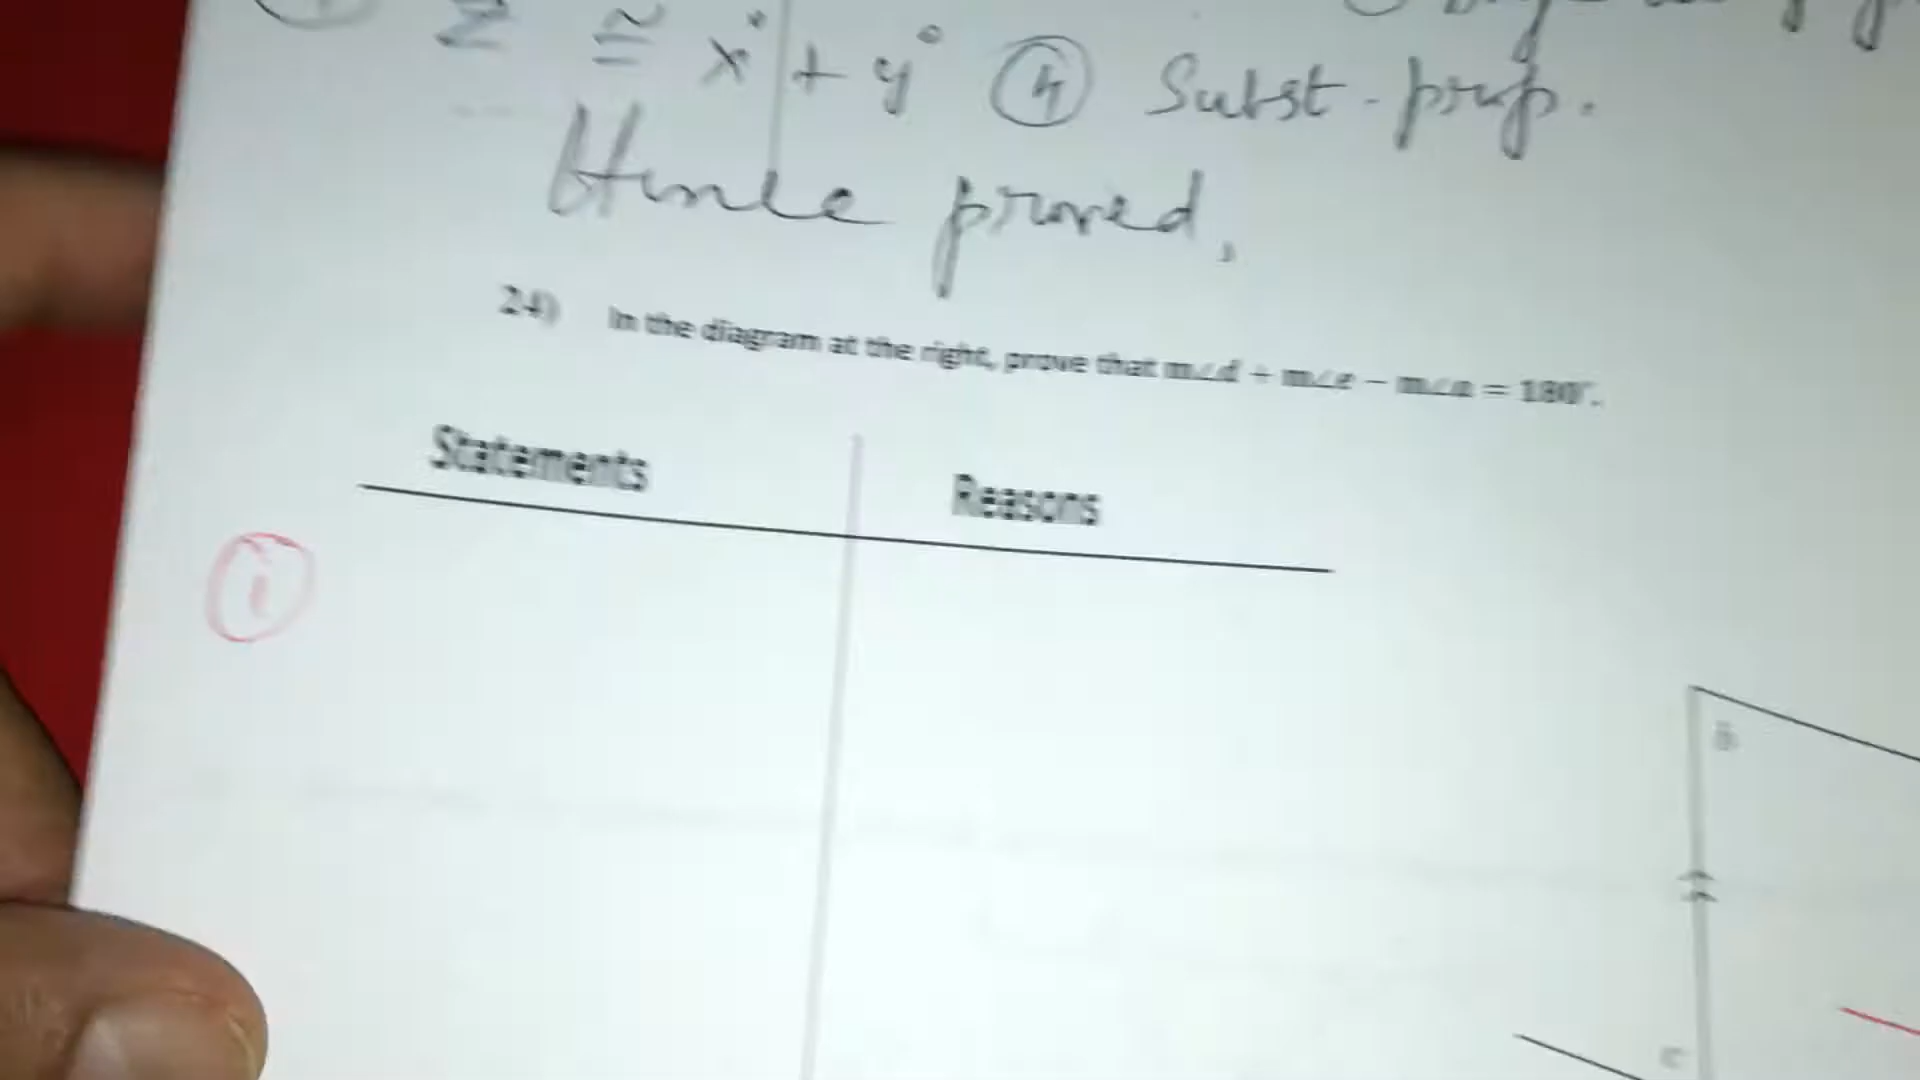 ≅ x° + y° ④ Subst. prop.
Hence proved,
24) In the diagram at the right, prove that m∠d + m∠e − m∠a = 180°.
Statements Reasons
①
b
c